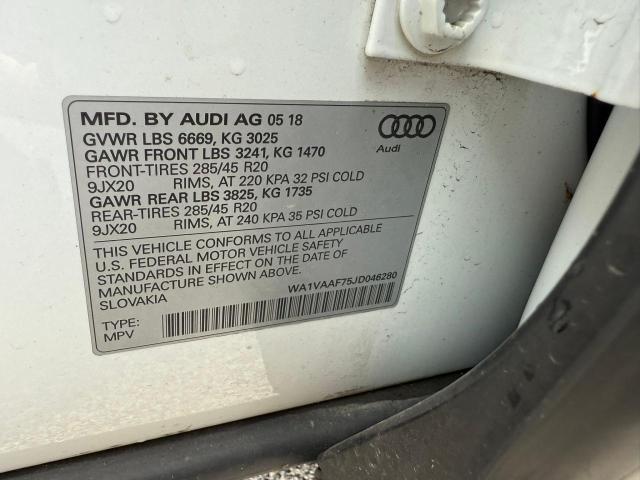 MFD. BY AUDI AG 05 18
GVWR LBS 6669, KG 3025
GAWR FRONT LBS 3241, KG 1470
FRONT-TIRES 285/45 R20
9JX20 RIMS, AT 220 KPA 32 PSI COLD
GAWR REAR LBS 3825, KG 1735
REAR-TIRES 285/45 R20
9JX20 RIMS, AT 240 KPA 35 PSI COLD
Audi
THIS VEHICLE CONFORMS TO ALL APPLICABLE
U.S. FEDERAL MOTOR VEHICLE SAFETY
STANDARDS IN EFFECT ON THE DATE OF
MANUFACTURE SHOWN ABOVE.
SLOVAKIA
WA1VAAF75JD046280
TYPE:
MPV